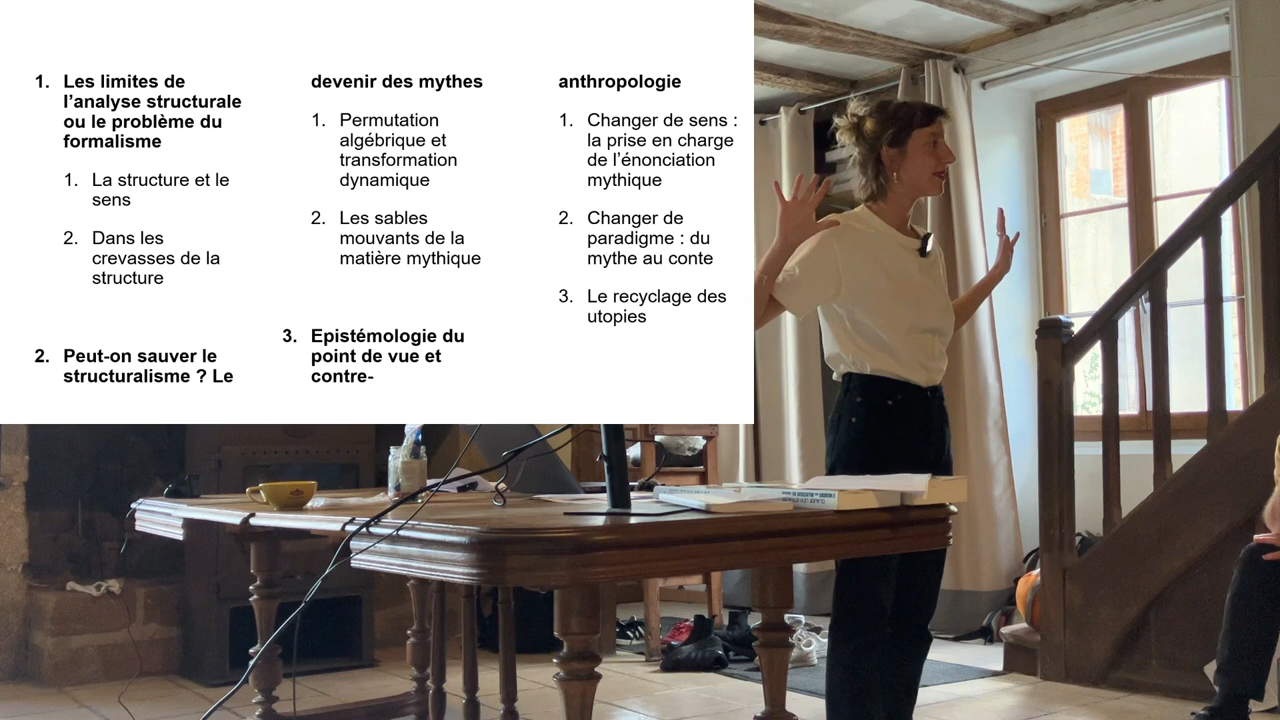 1. Les limites de
l’analyse structurale
ou le problème du
formalisme
1. La structure et le
sens
2. Dans les
crevasses de la
structure
2. Peut-on sauver le
structuralisme ? Le
devenir des mythes
1. Permutation
algébrique et
transformation
dynamique
2. Les sables
mouvants de la
matière mythique
3. Epistémologie du
point de vue et
contre-
anthropologie
1. Changer de sens :
la prise en charge
de l’énonciation
mythique
2. Changer de
paradigme : du
mythe au conte
3. Le recyclage des
utopies